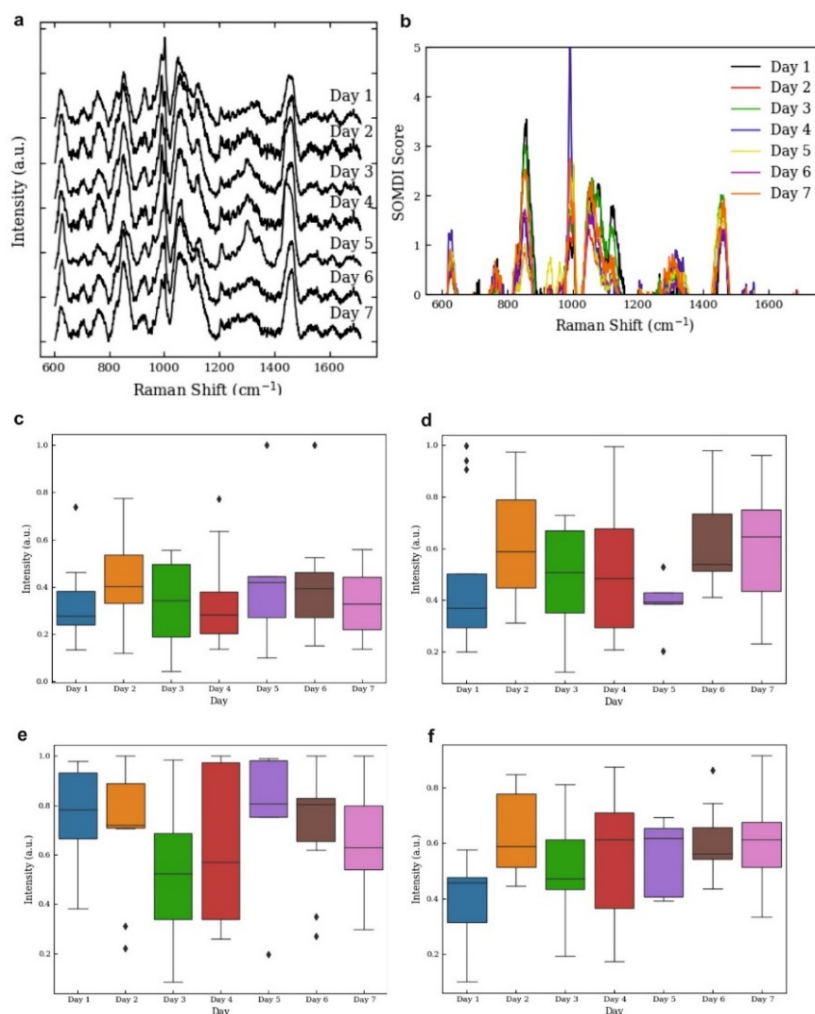 a
Intensity (a.u.)
Day 1
Day 2
Day 3
Day 4
Day 5
Day 6
Day 7
600 800 1000 1200 1400 1600
Raman Shift (cm⁻¹)
b
SOMDI Score
5
4
3
2
1
0
Day 1
Day 2
Day 3
Day 4
Day 5
Day 6
Day 7
600 800 1000 1200 1400 1600
Raman Shift (cm⁻¹)
c
Intensity (a.u.)
1.0
0.8
0.6
0.4
0.2
0.0
Day 1 Day 2 Day 3 Day 4 Day 5 Day 6 Day 7
Day
d
Intensity (a.u.)
1.0
0.8
0.6
0.4
0.2
Day 1 Day 2 Day 3 Day 4 Day 5 Day 6 Day 7
Day
e
Intensity (a.u.)
1.0
0.8
0.6
0.4
0.2
Day 1 Day 2 Day 3 Day 4 Day 5 Day 6 Day 7
Day
f
Intensity (a.u.)
0.8
0.6
0.4
0.2
Day 1 Day 2 Day 3 Day 4 Day 5 Day 6 Day 7
Day